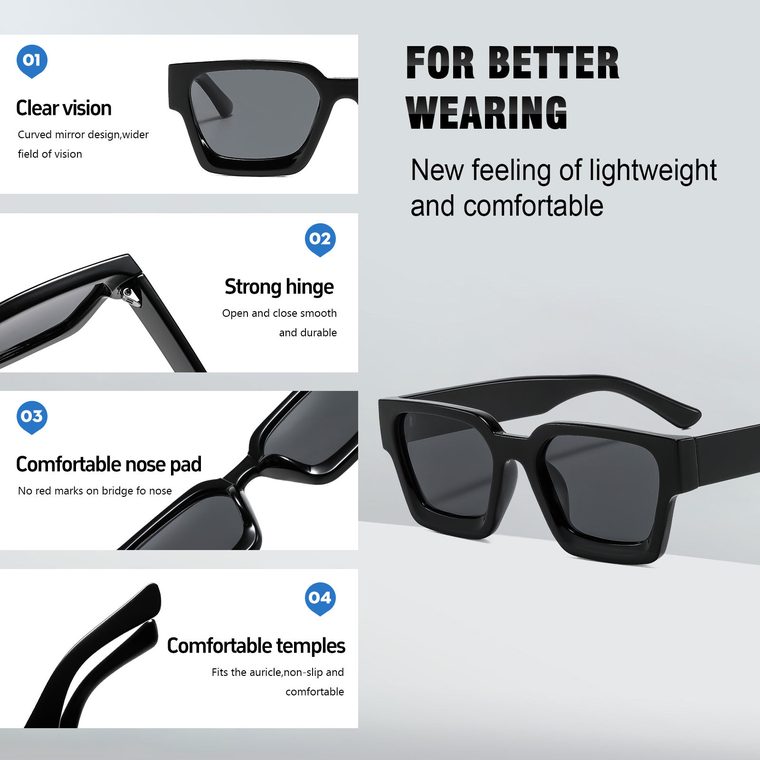 01
Clear vision
Curved mirror design,wider
field of vision
02
Strong hinge
Open and close smooth
and durable
03
Comfortable nose pad
No red marks on bridge fo nose
04
Comfortable temples
Fits the auricle,non-slip and
comfortable
FOR BETTER
WEARING
New feeling of lightweight
and comfortable